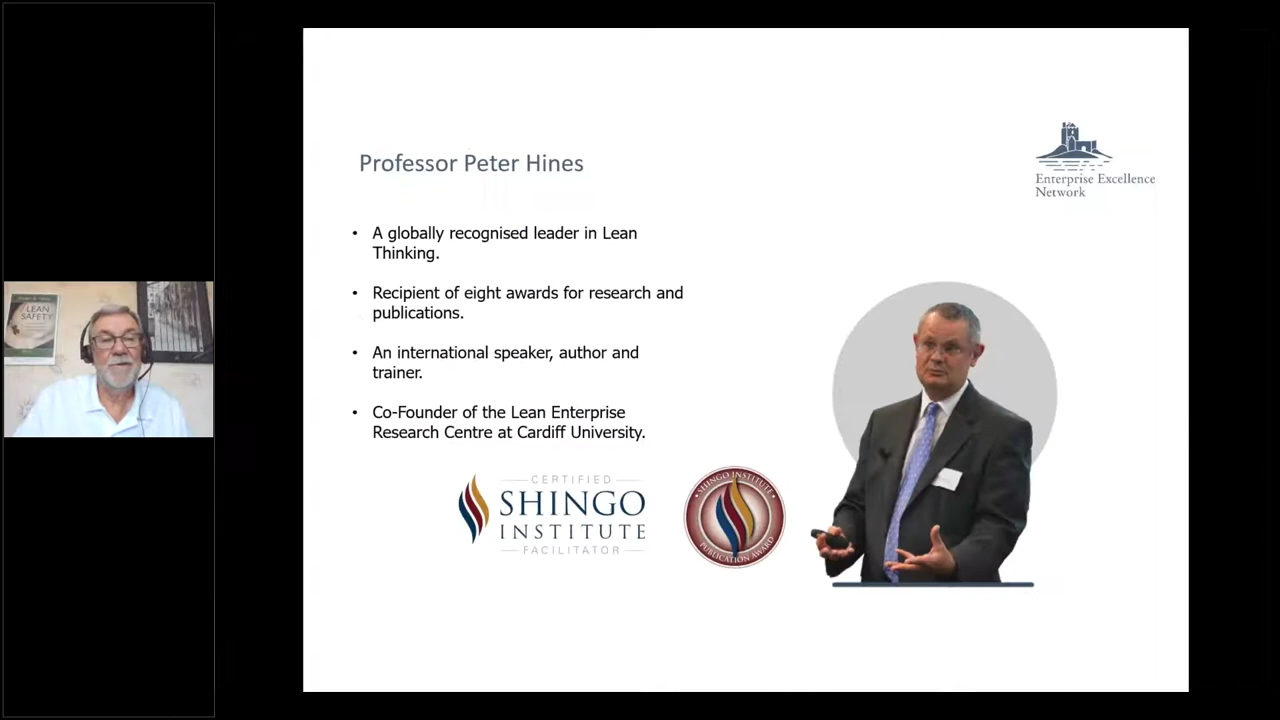 Professor Peter Hines
Enterprise Excellence
Network
• A globally recognised leader in Lean
Thinking.
• Recipient of eight awards for research and
publications.
• An international speaker, author and
trainer.
• Co-Founder of the Lean Enterprise
Research Centre at Cardiff University.
CERTIFIED
SHINGO
INSTITUTE
FACILITATOR
SHINGO INSTITUTE
PUBLICATION AWARD
LEAN
SAFETY